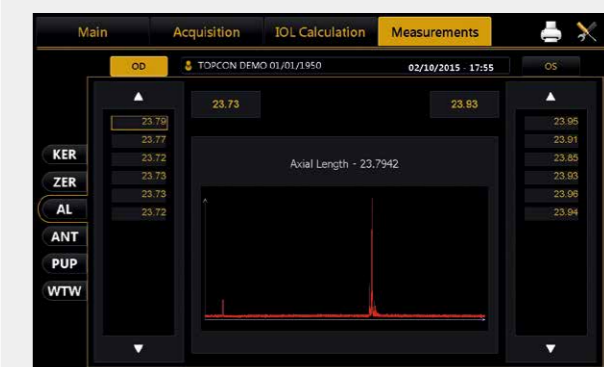 Main Acquisition IOL Calculation Measurements
OD TOPCON DEMO 01/01/1950 02/10/2015 - 17:55 OS
23.73 23.93
23.79
23.77
23.72
23.73
23.73
23.72
KER
ZER
AL
ANT
PUP
WTW
Axial Length - 23.7942
23.95
23.91
23.85
23.93
23.96
23.94